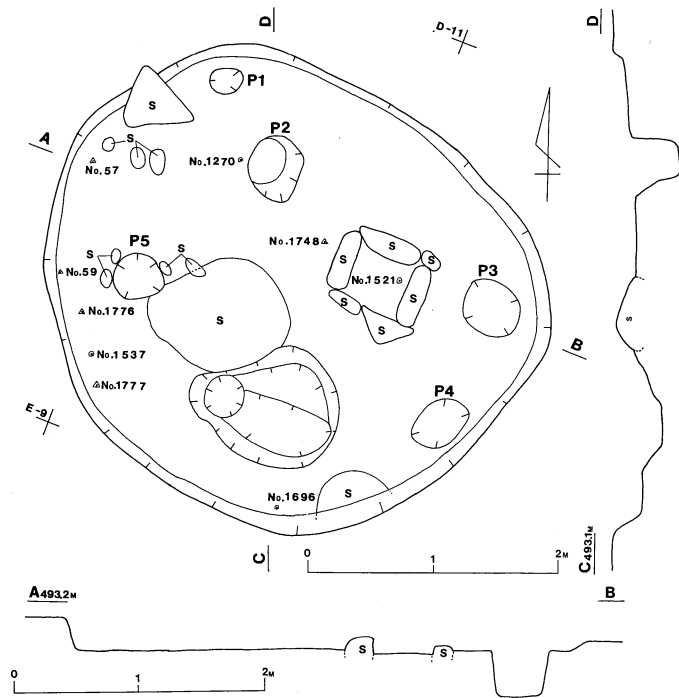 D
D-11
D
P1
S
A
S
P2
No.1270
No.57
No.1748
S
S
P5
S
S
S
No.1521
S
P3
No.59
S
S
No.1776
S
S
B
No.1537
No.1777
E-9
P4
No.1696
S
C
0 1 2M
C493.1M
A493.2M
B
S
S
0 1 2M